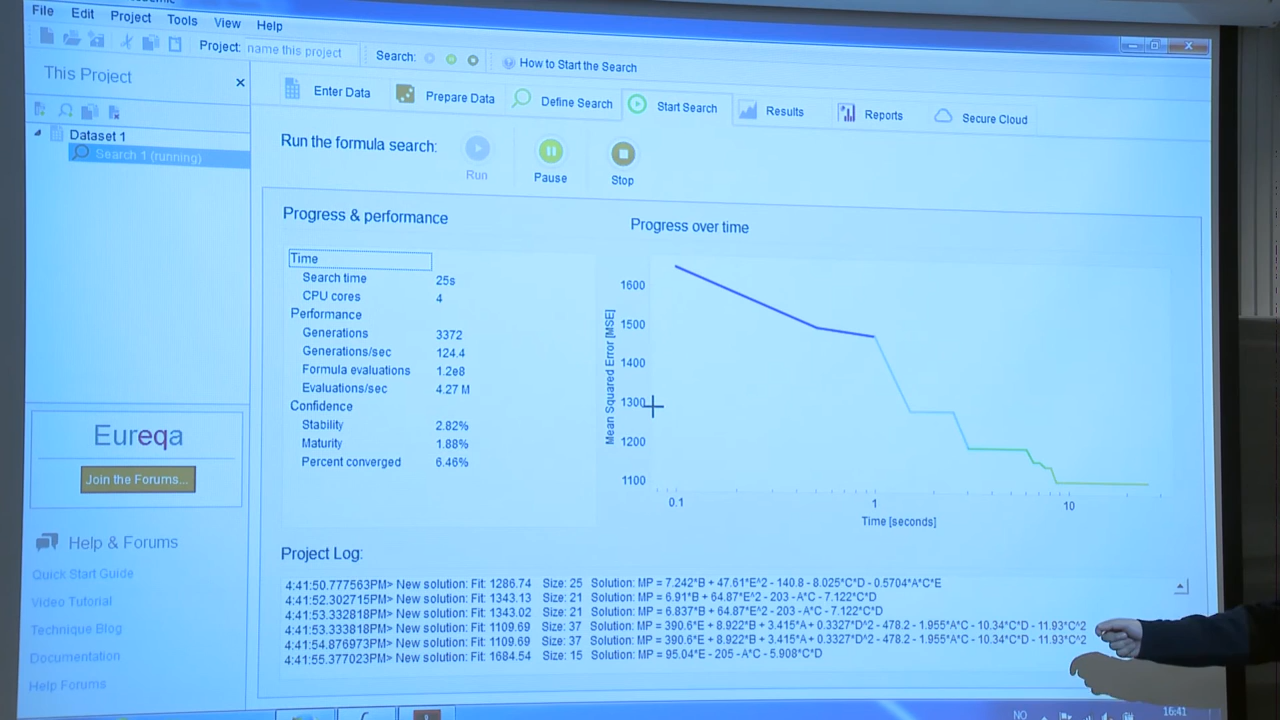 File Edit Project Tools View Help
Project: name this project Search: How to Start the Search
This Project
Enter Data Prepare Data Define Search Start Search Results Reports Secure Cloud
Dataset 1
Search 1 (running)
Run the formula search:
Run Pause Stop
Progress & performance
Time
Search time 25s
CPU cores 4
Performance
Generations 3372
Generations/sec 124.4
Formula evaluations 1.2e8
Evaluations/sec 4.27 M
Confidence
Stability 2.82%
Maturity 1.88%
Percent converged 6.46%
Progress over time
Mean Squared Error [MSE]
1600
1500
1400
1300
1200
1100
0.1 1 10
Time [seconds]
Eureqa
Join the Forums...
Help & Forums
Quick Start Guide
Video Tutorial
Technique Blog
Documentation
Help Forums
Project Log:
4:41:50.777563PM> New solution: Fit: 1286.74 Size: 25 Solution: MP = 7.242*B + 47.61*E^2 - 140.8 - 8.025*C*D - 0.5704*A*C*E
4:41:52.302715PM> New solution: Fit: 1343.13 Size: 21 Solution: MP = 6.91*B + 64.87*E^2 - 203 - A*C - 7.122*C*D
4:41:53.332818PM> New solution: Fit: 1343.02 Size: 21 Solution: MP = 6.837*B + 64.87*E^2 - 203 - A*C - 7.122*C*D
4:41:53.333818PM> New solution: Fit: 1109.69 Size: 37 Solution: MP = 390.6*E + 8.922*B + 3.415*A + 0.3327*D^2 - 478.2 - 1.955*A*C - 10.34*C*D - 11.93*C^2
4:41:54.876973PM> New solution: Fit: 1109.69 Size: 37 Solution: MP = 390.6*E + 8.922*B + 3.415*A + 0.3327*D^2 - 478.2 - 1.955*A*C - 10.34*C*D - 11.93*C^2
4:41:55.377023PM> New solution: Fit: 1684.54 Size: 15 Solution: MP = 95.04*E - 205 - A*C - 5.908*C*D
NO 16:41